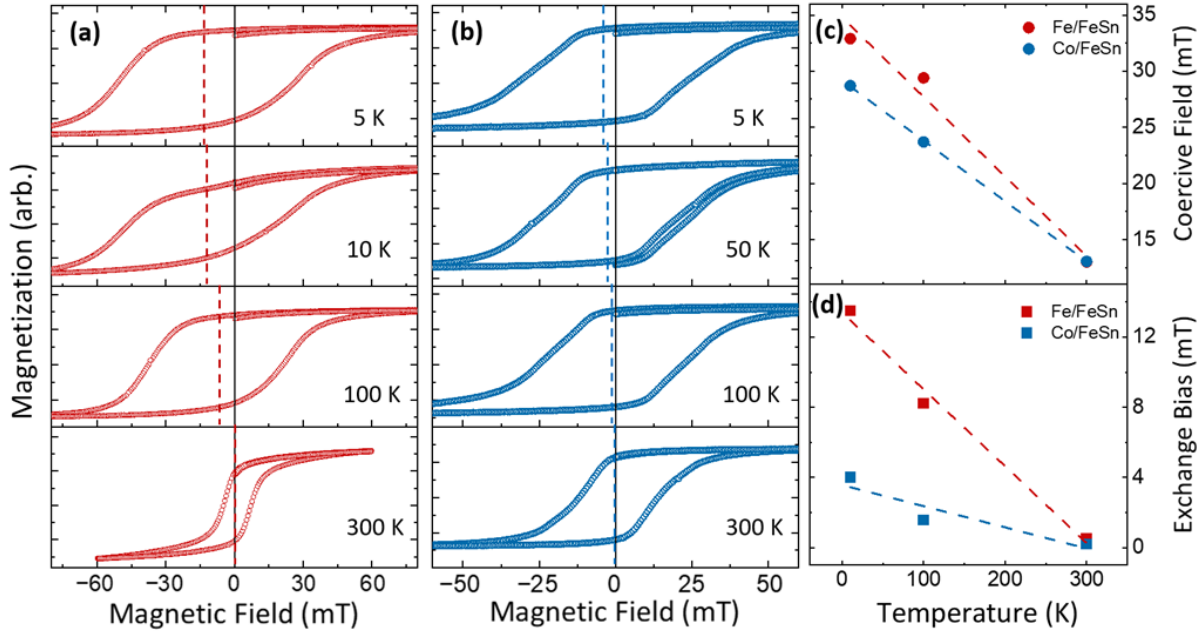 (a)
5 K
10 K
100 K
300 K
−60 −30 0 30 60
Magnetic Field (mT)
Magnetization (arb.)
(b)
5 K
50 K
100 K
300 K
−50 −25 0 25 50
Magnetic Field (mT)
(c)
Fe/FeSn
Co/FeSn
35
30
25
20
15
Coercive Field (mT)
(d)
Fe/FeSn
Co/FeSn
12
8
4
0
Exchange Bias (mT)
0 100 200 300
Temperature (K)